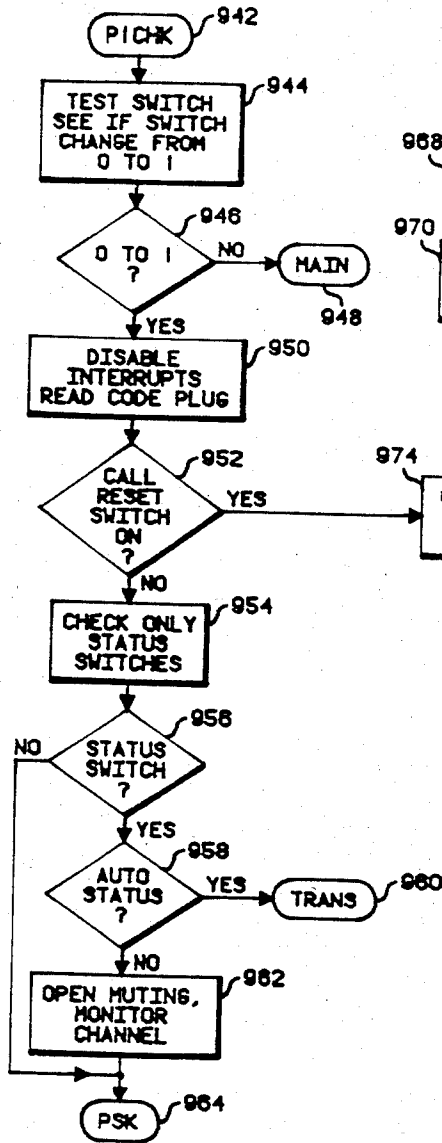 PICHK
942
TEST SWITCH
SEE IF SWITCH
CHANGE FROM
0 TO 1
944
968
0 TO 1
?
946
NO
MAIN
948
970
YES
DISABLE
INTERRUPTS
READ CODE PLUG
950
CALL
RESET
SWITCH
ON
?
952
YES
974
NO
CHECK ONLY
STATUS
SWITCHES
954
STATUS
SWITCH
?
956
NO
YES
AUTO
STATUS
?
958
YES
TRANS
960
NO
OPEN MUTING,
MONITOR
CHANNEL
962
PSK
964